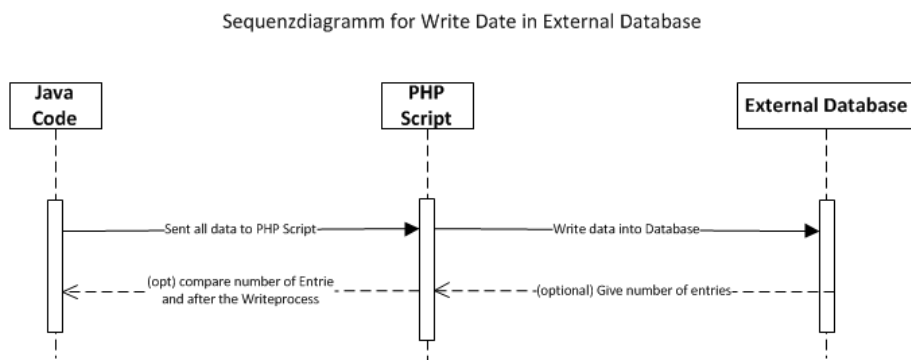 Sequenzdiagramm for Write Date in External Database
Java
Code
PHP
Script
External Database
Sent all data to PHP Script
Write data into Database
(opt) compare number of Entrie
and after the Writeprocess
(optional) Give number of entries